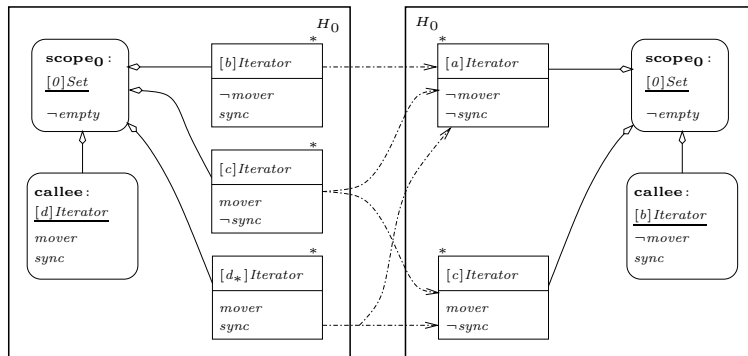 H0
scope0:
[0]Set
¬empty
callee:
[d]Iterator
mover
sync
*
[b]Iterator
¬mover
sync
*
[c]Iterator
mover
¬sync
*
[d*]Iterator
mover
sync
H0
*
[a]Iterator
¬mover
¬sync
*
[c]Iterator
mover
¬sync
scope0:
[0]Set
¬empty
callee:
[b]Iterator
¬mover
sync